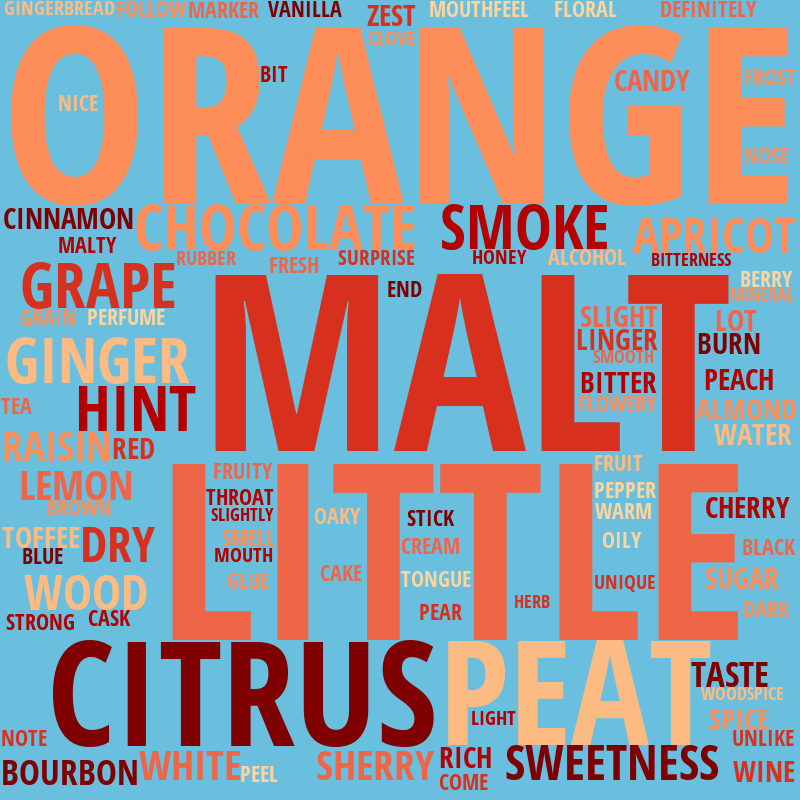 GINGERBREAD FOLLOW MARKER VANILLA ZEST MOUTHFEEL FLORAL DEFINITELY
CLOVE
ORANGE
BIT CANDY FROST
NICE
NOSE
CINNAMON CHOCOLATE SMOKE APRICOT
MALTY RUBBER FRESH SURPRISE HONEY ALCOHOL BITTERNESS
GRAPE END BERRY
MINERAL
MALT
GRAIN PERFUME SLIGHT LOT
GINGER LINGER BURN
SMOOTH
BITTER PEACH
HINT FLOWERY ALMOND
TEA
WATER
RAISIN RED
LITTLE
LEMON FRUITY FRUIT
BROWN THROAT PEPPER
SLIGHTLY OAKY STICK WARM CHERRY
TOFFEE DRY SMELL CREAM OILY BLACK
BLUE MOUTH
WOOD GLUE CAKE TONGUE UNIQUE SUGAR
STRONG CASK PEAR HERB DARK
CITRUS PEAT
TASTE
WOODSPICE
LIGHT SPICE
NOTE UNLIKE
BOURBON WHITE PEEL SHERRY RICH SWEETNESS WINE
COME